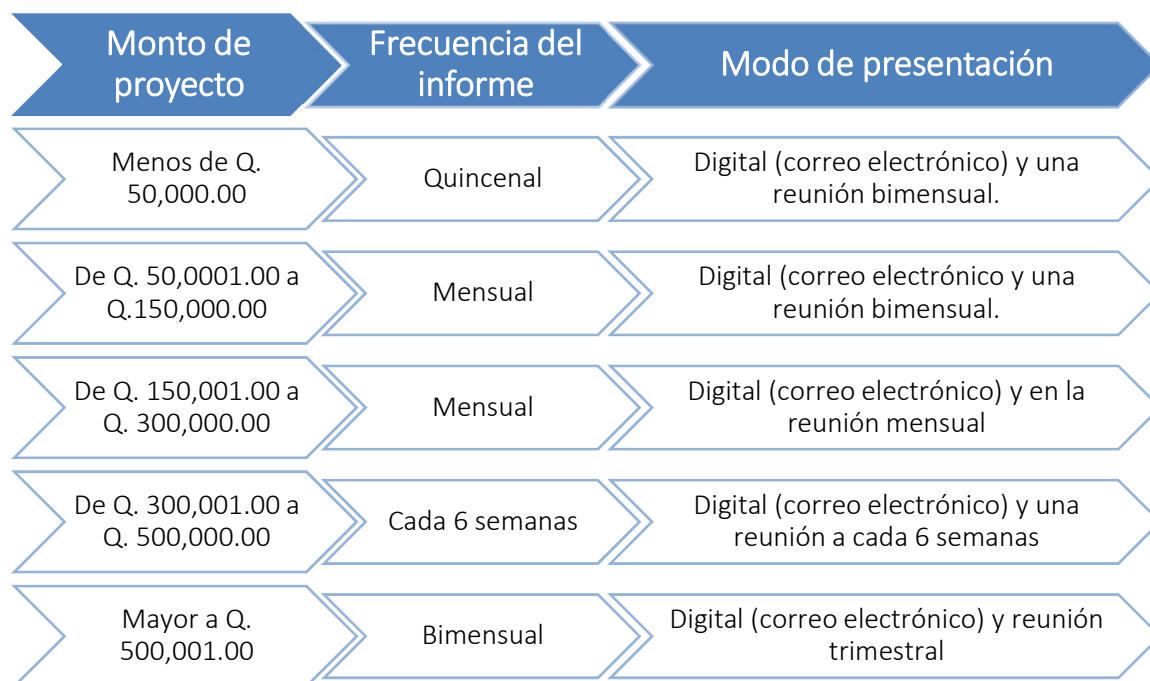 Monto de
proyecto
Frecuencia del
informe
Modo de presentación
Menos de Q.
50,000.00
Quincenal
Digital (correo electrónico) y una
reunión bimensual.
De Q. 50,0001.00 a
Q.150,000.00
Mensual
Digital (correo electrónico y una
reunión bimensual.
De Q. 150,001.00 a
Q. 300,000.00
Mensual
Digital (correo electrónico) y en la
reunión mensual
De Q. 300,001.00 a
Q. 500,000.00
Cada 6 semanas
Digital (correo electrónico) y una
reunión a cada 6 semanas
Mayor a Q.
500,001.00
Bimensual
Digital (correo electrónico) y reunión
trimestral